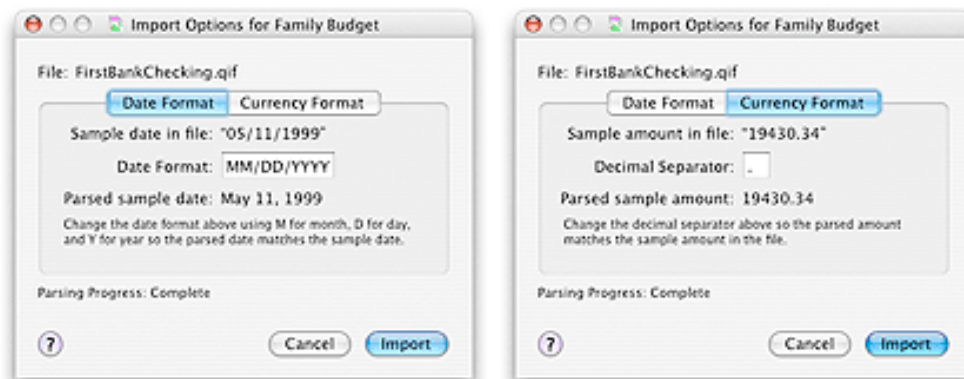 Import Options for Family Budget
File: FirstBankChecking.qif
Date Format Currency Format
Sample date in file: "05/11/1999"
Date Format: MM/DD/YYYY
Parsed sample date: May 11, 1999
Change the date format above using M for month, D for day,
and Y for year so the parsed date matches the sample date.
Parsing Progress: Complete
? Cancel Import
Import Options for Family Budget
File: FirstBankChecking.qif
Date Format Currency Format
Sample amount in file: "19430.34"
Decimal Separator: .
Parsed sample amount: 19430.34
Change the decimal separator above so the parsed amount
matches the sample amount in the file.
Parsing Progress: Complete
? Cancel Import